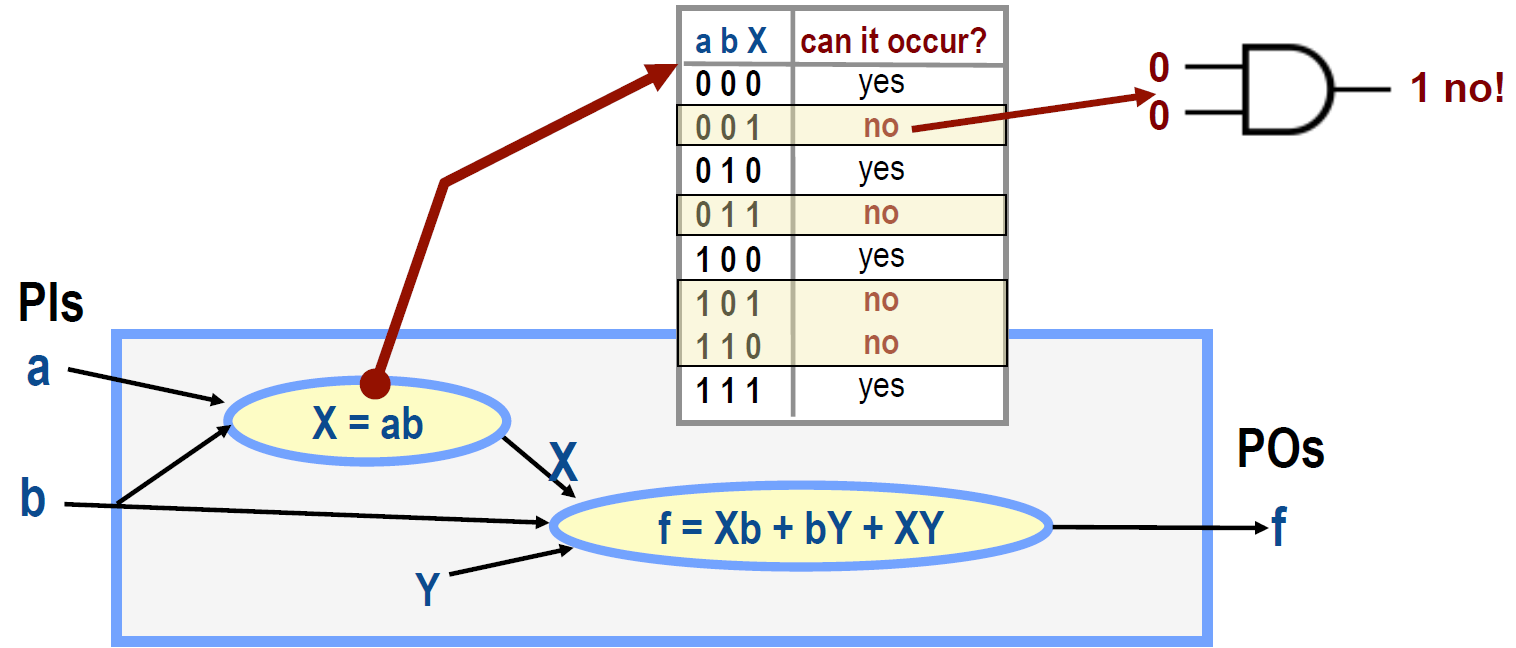 a b X can it occur?
0 0 0 yes
0 0 1 no
0 1 0 yes
0 1 1 no
1 0 0 yes
1 0 1 no
1 1 0 no
1 1 1 yes
0
0
1 no!
PIs
a
b
X = ab
X
Y
f = Xb + bY + XY
POs
f